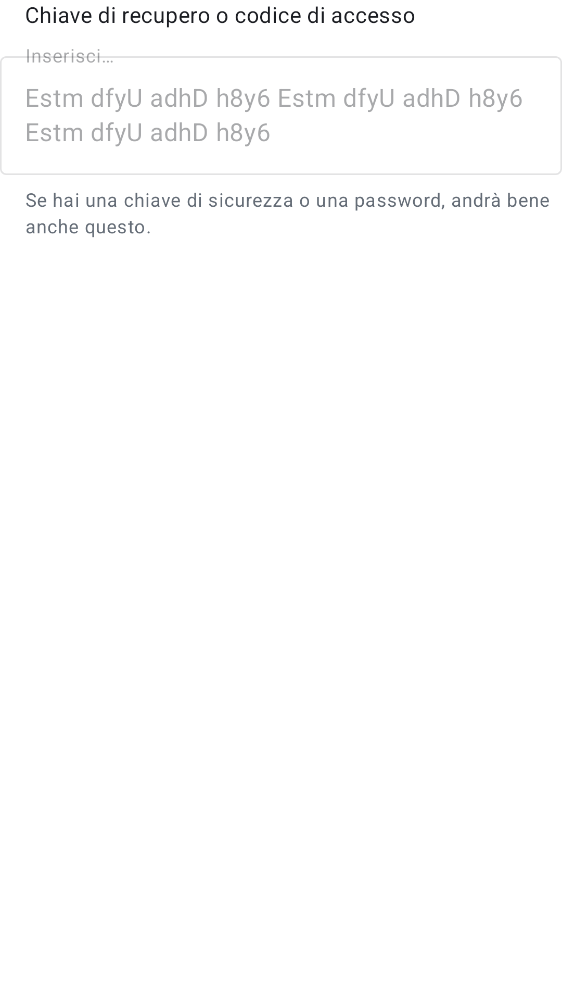 Chiave di recupero o codice di accesso
Inserisci…
Estm dfyU adhD h8y6 Estm dfyU adhD h8y6
Estm dfyU adhD h8y6
Se hai una chiave di sicurezza o una password, andrà bene
anche questo.